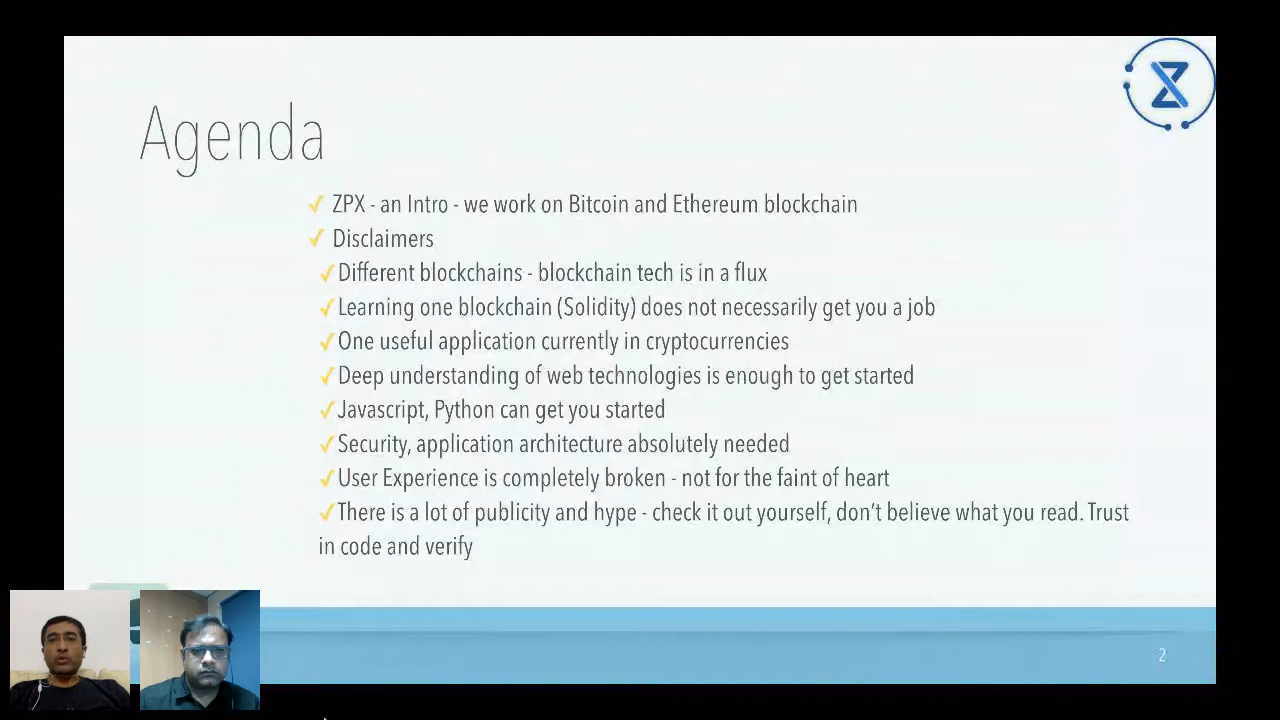 Agenda
✓ ZPX - an Intro - we work on Bitcoin and Ethereum blockchain
✓ Disclaimers
✓Different blockchains - blockchain tech is in a flux
✓Learning one blockchain (Solidity) does not necessarily get you a job
✓One useful application currently in cryptocurrencies
✓Deep understanding of web technologies is enough to get started
✓Javascript, Python can get you started
✓Security, application architecture absolutely needed
✓User Experience is completely broken - not for the faint of heart
✓There is a lot of publicity and hype - check it out yourself, don’t believe what you read. Trust
in code and verify
2